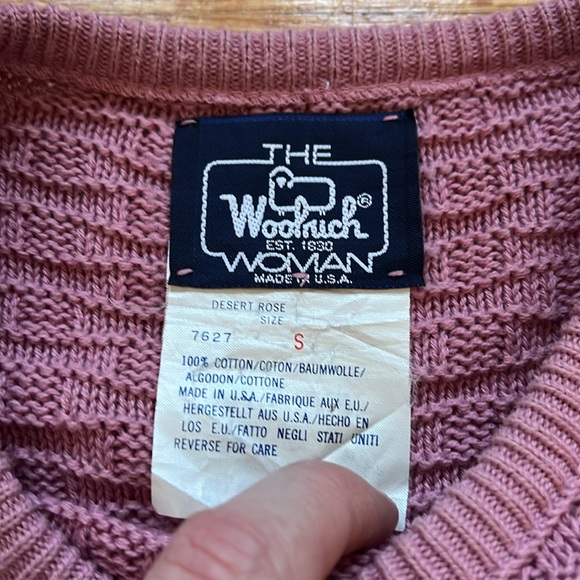 THE
Woolrich®
EST. 1830
WOMAN
MADE IN U.S.A.
DESERT ROSE
SIZE
7627 S
100% COTTON/COTON/BAUMWOLLE/
ALGODON/COTTONE
MADE IN U.S.A./FABRIQUE AUX E.U./
HERGESTELLT AUS U.S.A./HECHO EN
LOS E.U./FATTO NEGLI STATI UNITI
REVERSE FOR CARE